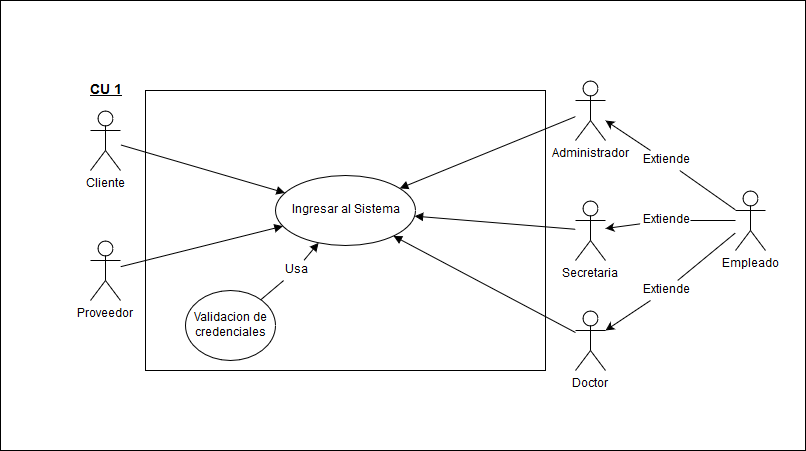 CU 1
Cliente
Proveedor
Ingresar al Sistema
Usa
Validacion de
credenciales
Administrador
Secretaria
Doctor
Extiende
Extiende
Extiende
Empleado